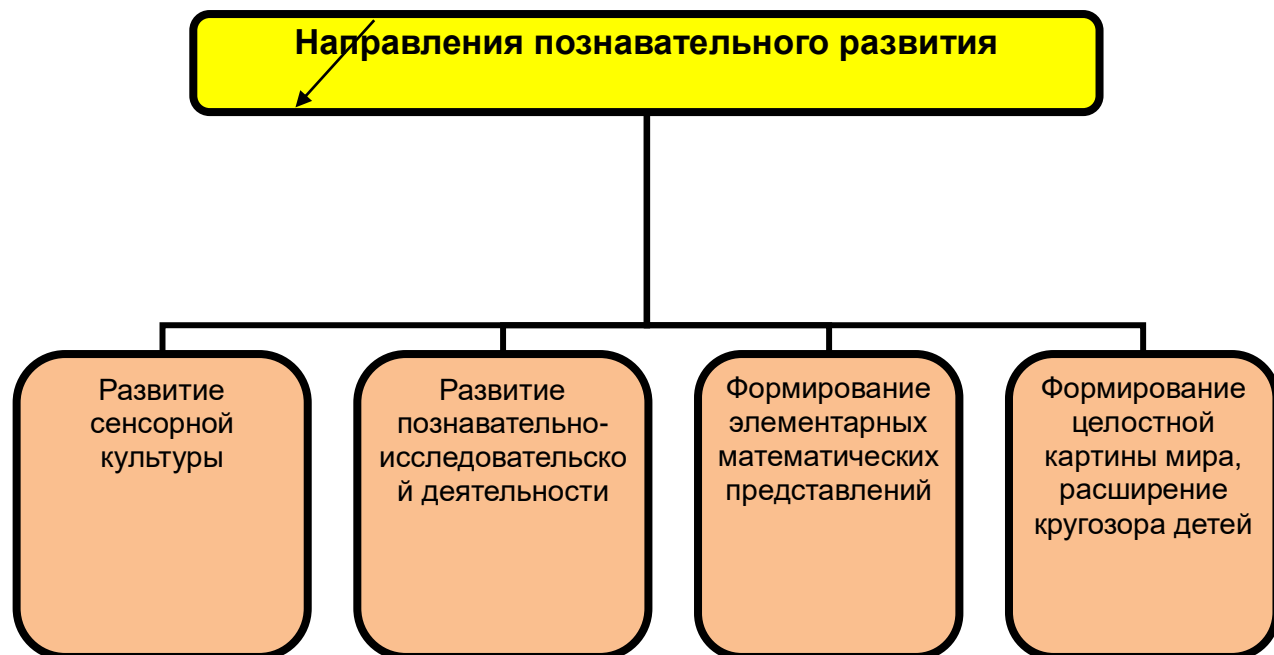 Направления познавательного развития
Развитие
сенсорной
культуры
Развитие
познавательно-
исследовательско
й деятельности
Формирование
элементарных
математических
представлений
Формирование
целостной
картины мира,
расширение
кругозора детей